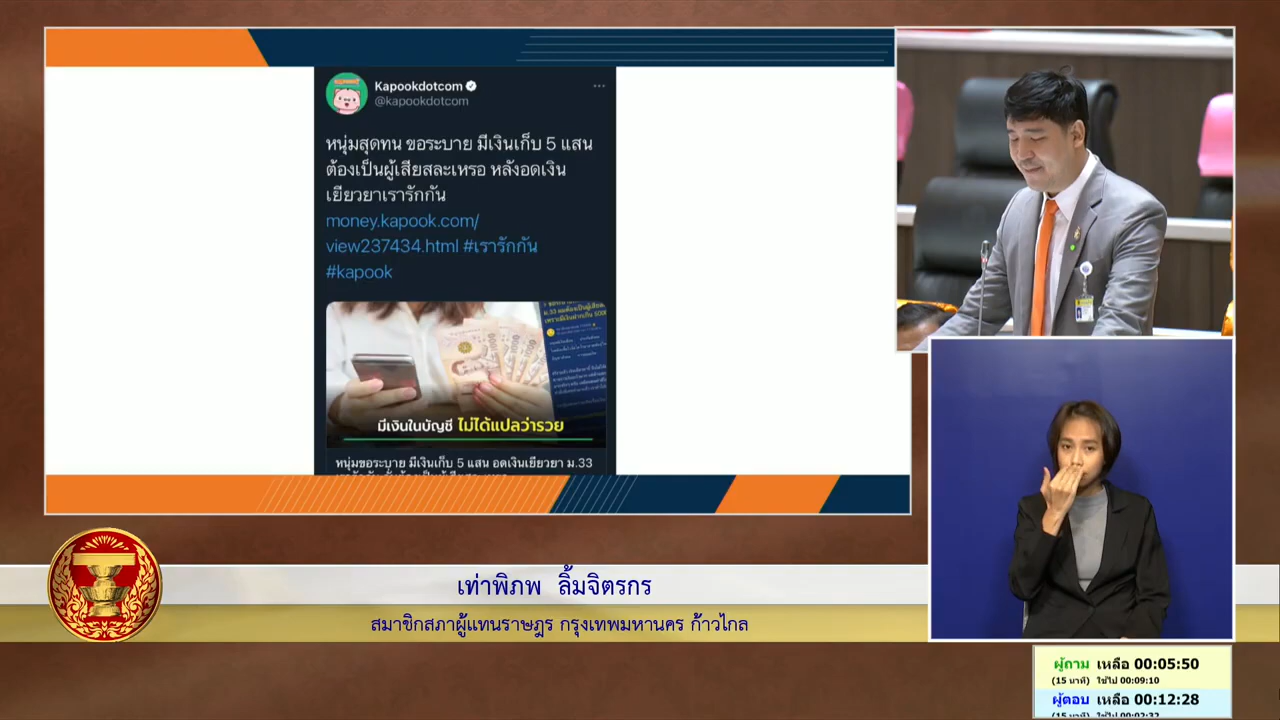 Kapookdotcom
@kapookdotcom
หนุ่มสุดทน ขอระบาย มีเงินเก็บ 5 แสน
ต้องเป็นผู้เสียสละเหรอ หลังอดเงิน
เยียวยาเรารักกัน
money.kapook.com/
view237434.html #เรารักกัน
#kapook
มีเงินในบัญชี ไม่ได้แปลว่ารวย
หนุ่มขอระบาย มีเงินเก็บ 5 แสน อดเงินเยียวยา ม.33
เท่าพิภพ ลิ้มจิตรกร
สมาชิกสภาผู้แทนราษฎร กรุงเทพมหานคร ก้าวไกล
ผู้ถาม เหลือ 00:05:50
(15 นาที) ใช้ไป 00:09:10
ผู้ตอบ เหลือ 00:12:28
(15 นาที) ใช้ไป 00:02:32